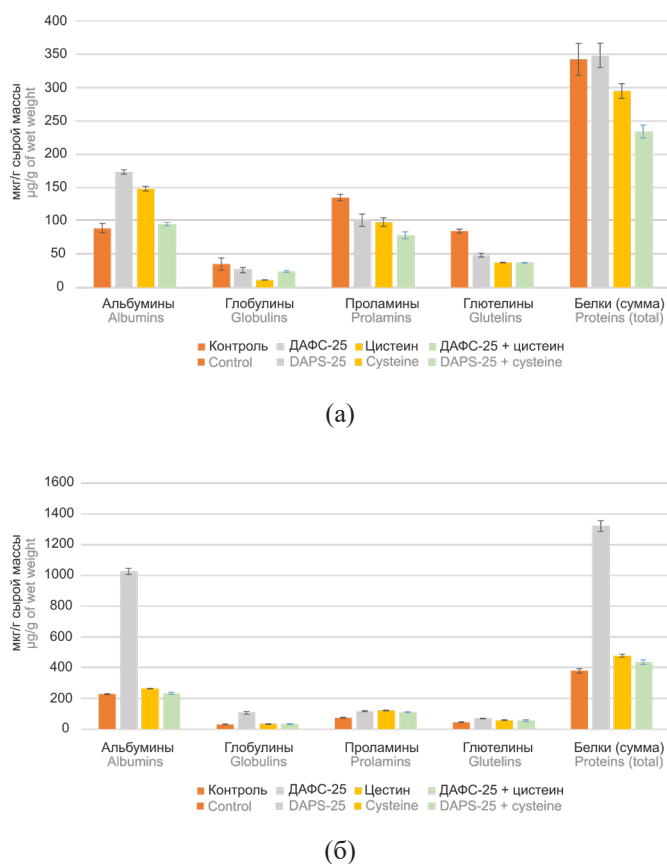 400
350
300
250
200
150
100
50
0
мкг/г сырой массы
µg/g of wet weight
Альбумины Глобулины Проламины Глютелины Белки (сумма)
Albumins Globulins Prolamins Glutelins Proteins (total)
Контроль ДАФС-25 Цистеин ДАФС-25 + цистеин
Control DAPS-25 Cysteine DAPS-25 + cysteine
(а)
1600
1400
1200
1000
800
600
400
200
0
мкг/г сырой массы
µg/g of wet weight
Альбумины Глобулины Проламины Глютелины Белки (сумма)
Albumins Globulins Prolamins Glutelins Proteins (total)
Контроль ДАФС-25 Цестин ДАФС-25 + цистеин
Control DAPS-25 Cysteine DAPS-25 + cysteine
(б)